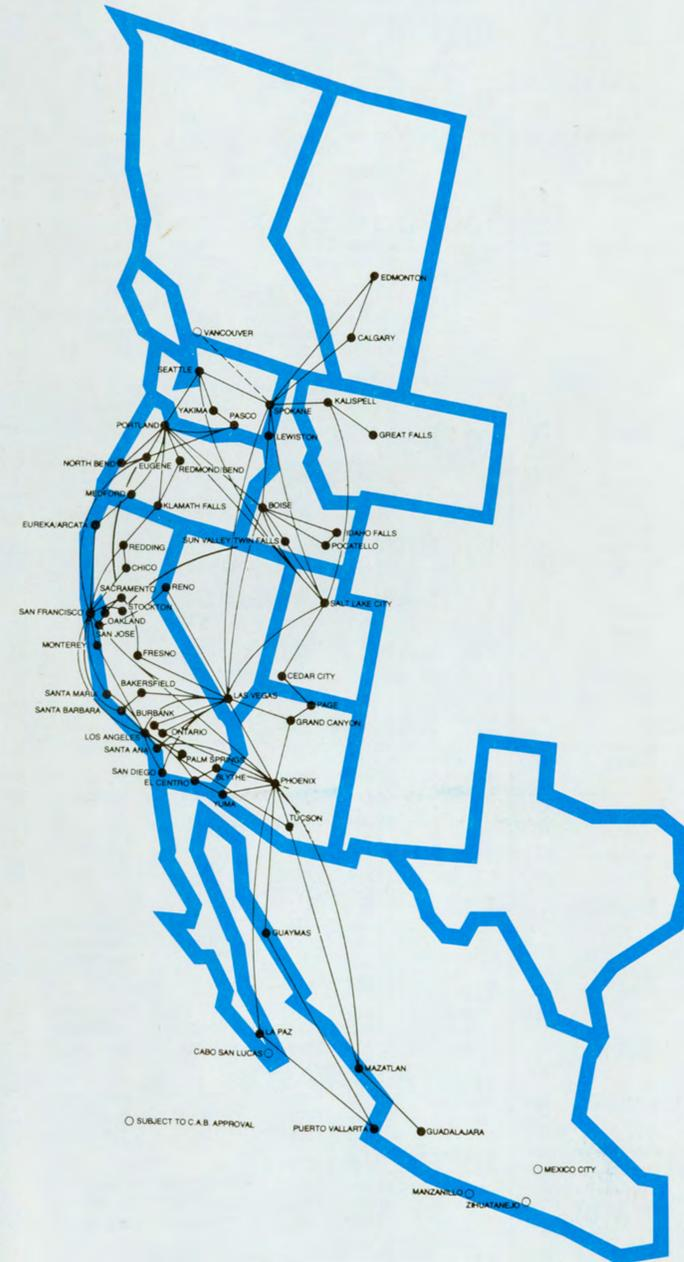 EDMONTON
VANCOUVER
CALGARY
SEATTLE
KALISPELL
YAKIMA
SPOKANE
PASCO
PORTLAND
LEWISTON
GREAT FALLS
NORTH BEND
EUGENE
REDMOND/BEND
MEDFORD
KLAMATH FALLS
BOISE
EUREKA/ARCATA
IDAHO FALLS
SUN VALLEY/TWIN FALLS
REDDING
POCATELLO
CHICO
SACRAMENTO
RENO
SALT LAKE CITY
STOCKTON
SAN FRANCISCO
OAKLAND
SAN JOSE
MONTEREY
FRESNO
CEDAR CITY
BAKERSFIELD
SANTA MARIA
LAS VEGAS
PAGE
SANTA BARBARA
BURBANK
GRAND CANYON
ONTARIO
LOS ANGELES
SANTA ANA
PALM SPRINGS
SAN DIEGO
BLYTHE
EL CENTRO
PHOENIX
YUMA
TUCSON
GUAYMAS
LA PAZ
CABO SAN LUCAS
MAZATLAN
SUBJECT TO C.A.B. APPROVAL
PUERTO VALLARTA
GUADALAJARA
MEXICO CITY
MANZANILLO
ZIHUATANEJO